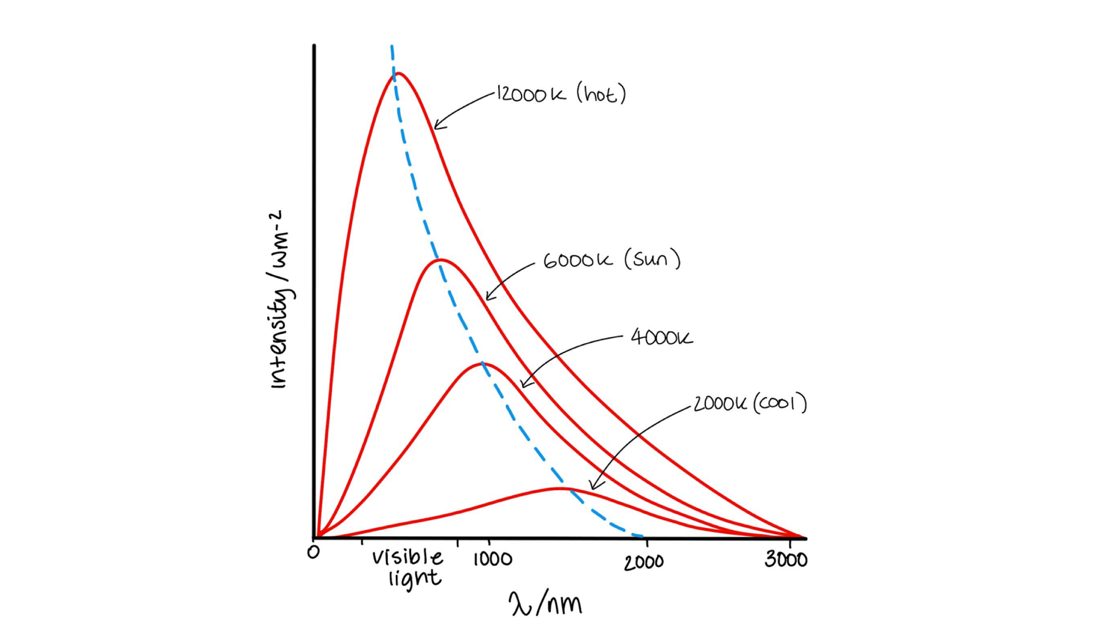 12000K (hot)
6000K (sun)
4000K
2000K (cool)
Intensity / Wm-2
0
visible
light
1000
2000
3000
λ/nm